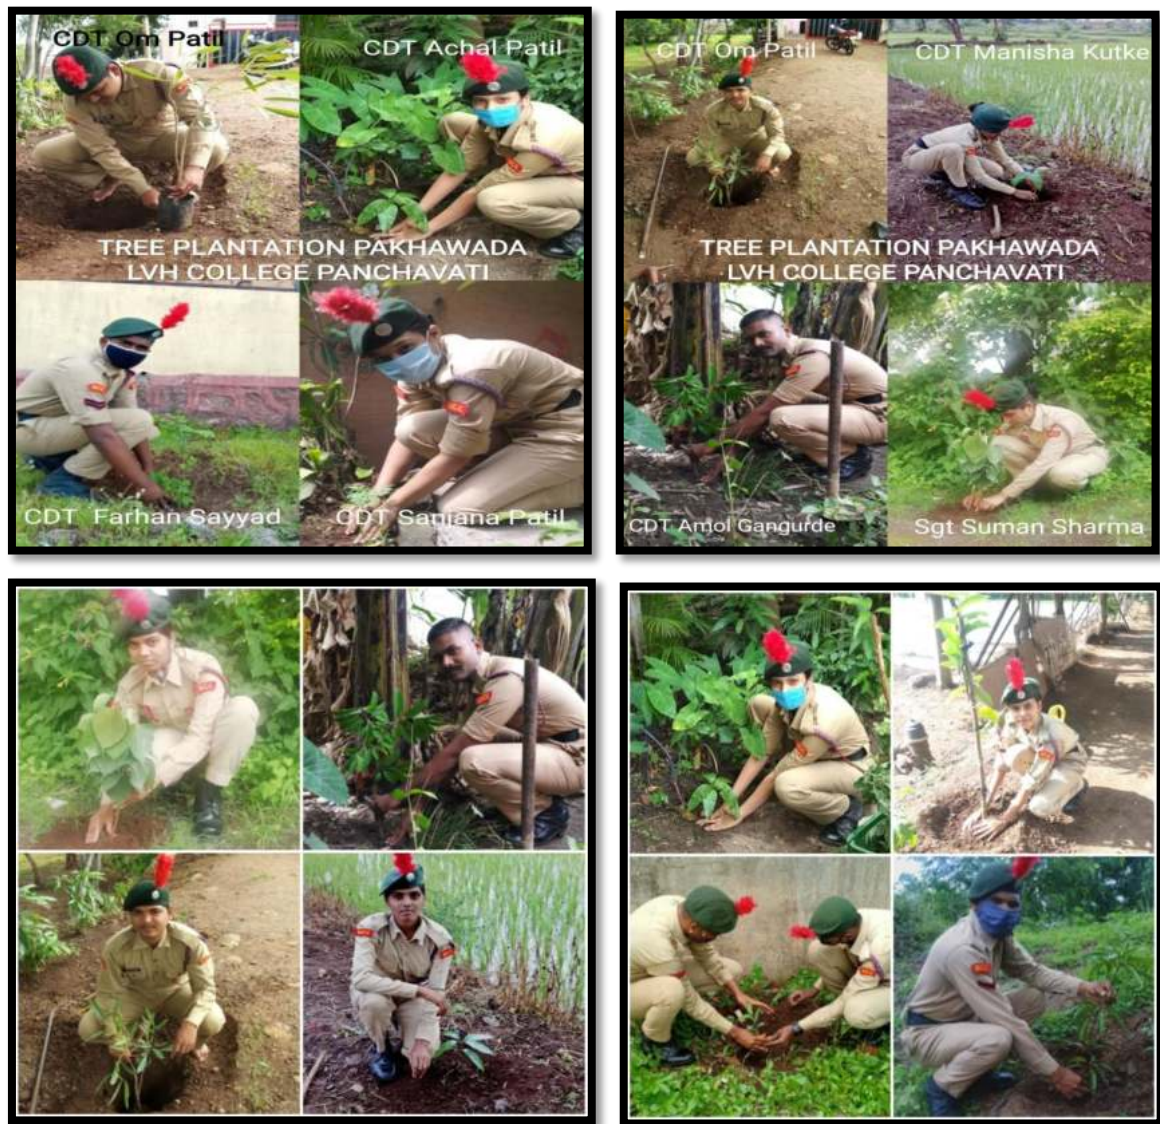 CDT Om Patil
CDT Achal Patil
TREE PLANTATION PAKHAWADA
LVH COLLEGE PANCHAVATI
CDT Farhan Sayyad
CDT Sanjana Patil
CDT Om Patil
CDT Manisha Kutke
TREE PLANTATION PAKHAWADA
LVH COLLEGE PANCHAVATI
CDT Amol Gangurde
Sgt Suman Sharma